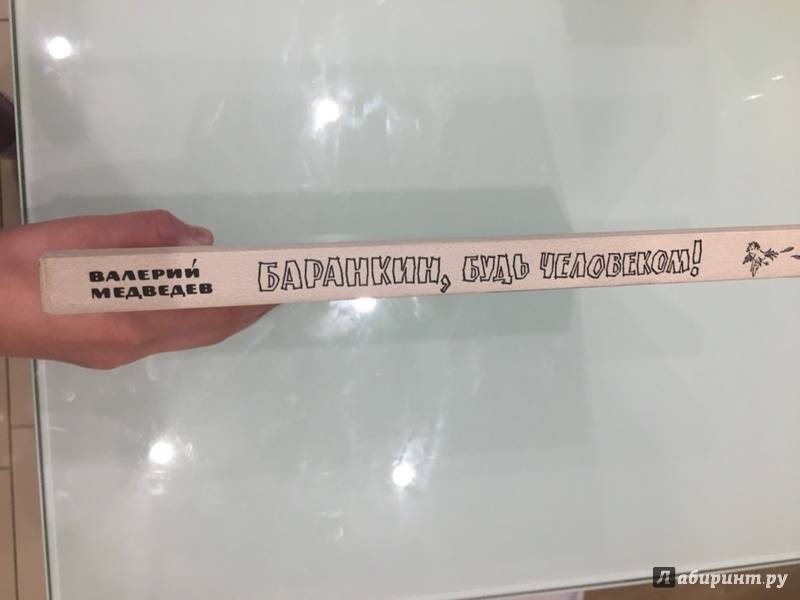 ВАЛЕРИЙ
МЕДВЕДЕВ
БАРАНКИН, БУДЬ ЧЕЛОВЕКОМ!
Лабиринт.ру